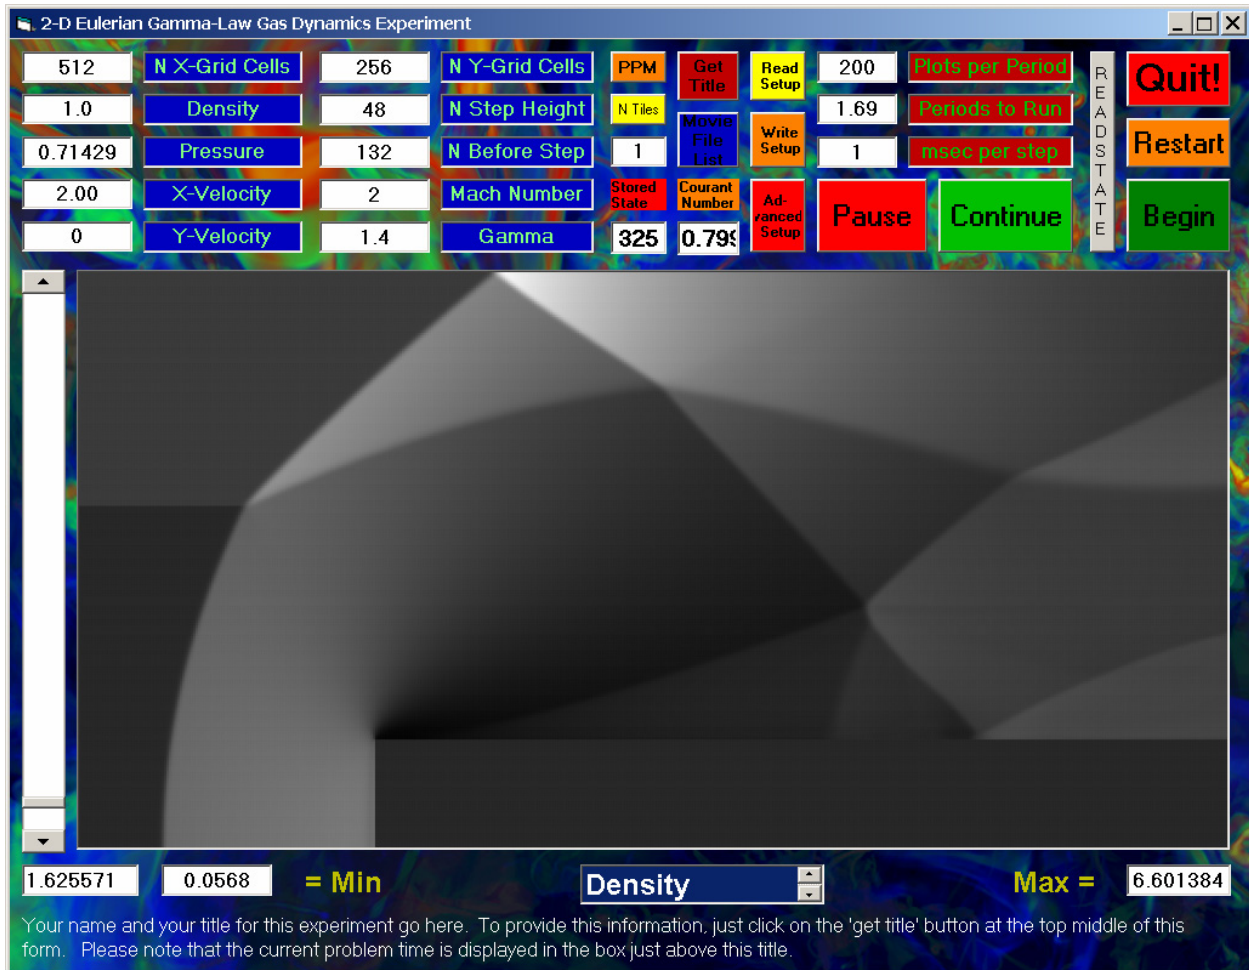 2-D Eulerian Gamma-Law Gas Dynamics Experiment
512 N X-Grid Cells 256 N Y-Grid Cells PPM Get Title Read Setup 200 Plots per Period READSTATE Quit!
1.0 Density 48 N Step Height N Tiles Movie File List Write Setup 1.69 Periods to Run Restart
0.71429 Pressure 132 N Before Step 1 1 msec per step
2.00 X-Velocity 2 Mach Number Stored State Courant Number Ad-vanced Setup Pause Continue Begin
0 Y-Velocity 1.4 Gamma 325 0.799
1.625571 0.0568 = Min Density Max = 6.601384
Your name and your title for this experiment go here. To provide this information, just click on the 'get title' button at the top middle of this
form. Please note that the current problem time is displayed in the box just above this title.